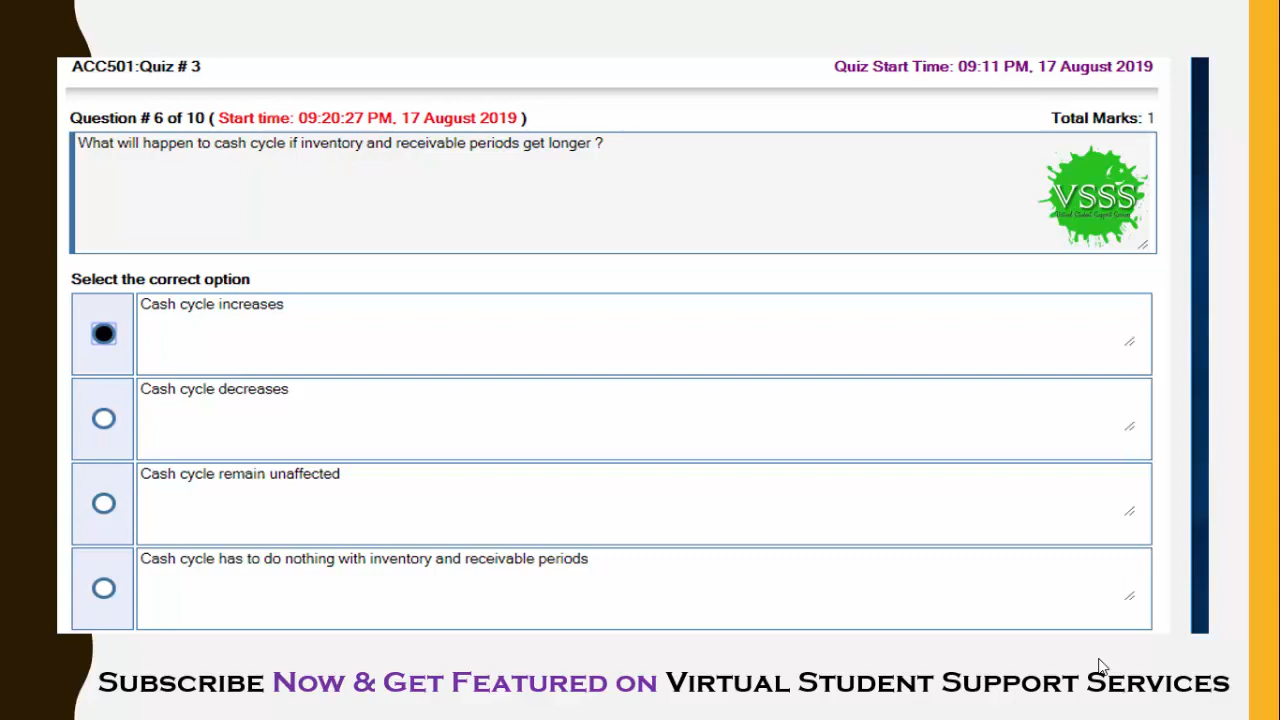 ACC501:Quiz # 3
Quiz Start Time: 09:11 PM, 17 August 2019
Question # 6 of 10 ( Start time: 09:20:27 PM, 17 August 2019 )
Total Marks: 1
What will happen to cash cycle if inventory and receivable periods get longer ?
VSSS
Virtual Student Support Services
Select the correct option
Cash cycle increases
Cash cycle decreases
Cash cycle remain unaffected
Cash cycle has to do nothing with inventory and receivable periods
Subscribe Now & Get Featured on Virtual Student Support Services